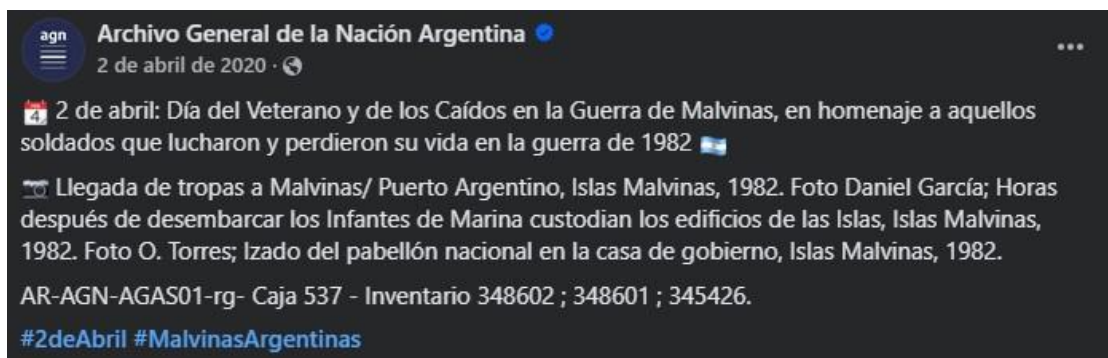 agn
Archivo General de la Nación Argentina
2 de abril de 2020 ·
2 de abril: Día del Veterano y de los Caídos en la Guerra de Malvinas, en homenaje a aquellos
soldados que lucharon y perdieron su vida en la guerra de 1982
Llegada de tropas a Malvinas/ Puerto Argentino, Islas Malvinas, 1982. Foto Daniel García; Horas
después de desembarcar los Infantes de Marina custodian los edificios de las Islas, Islas Malvinas,
1982. Foto O. Torres; Izado del pabellón nacional en la casa de gobierno, Islas Malvinas, 1982.
AR-AGN-AGAS01-rg- Caja 537 - Inventario 348602 ; 348601 ; 345426.
#2deAbril #MalvinasArgentinas